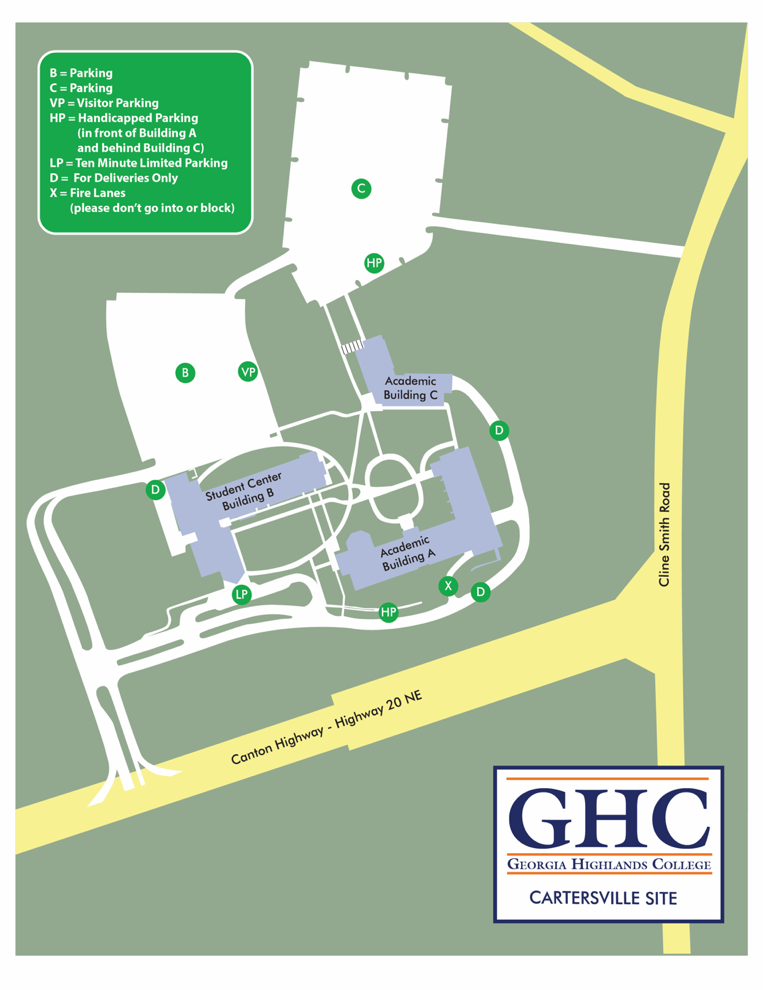 B = Parking
C = Parking
VP = Visitor Parking
HP = Handicapped Parking
(in front of Building A
and behind Building C)
LP = Ten Minute Limited Parking
D = For Deliveries Only
X = Fire Lanes
(please don't go into or block)
C
HP
B
VP
Academic
Building C
D
D
Student Center
Building B
Academic
Building A
LP
HP
X
D
Cline Smith Road
Canton Highway - Highway 20 NE
GHC
GEORGIA HIGHLANDS COLLEGE
CARTERSVILLE SITE